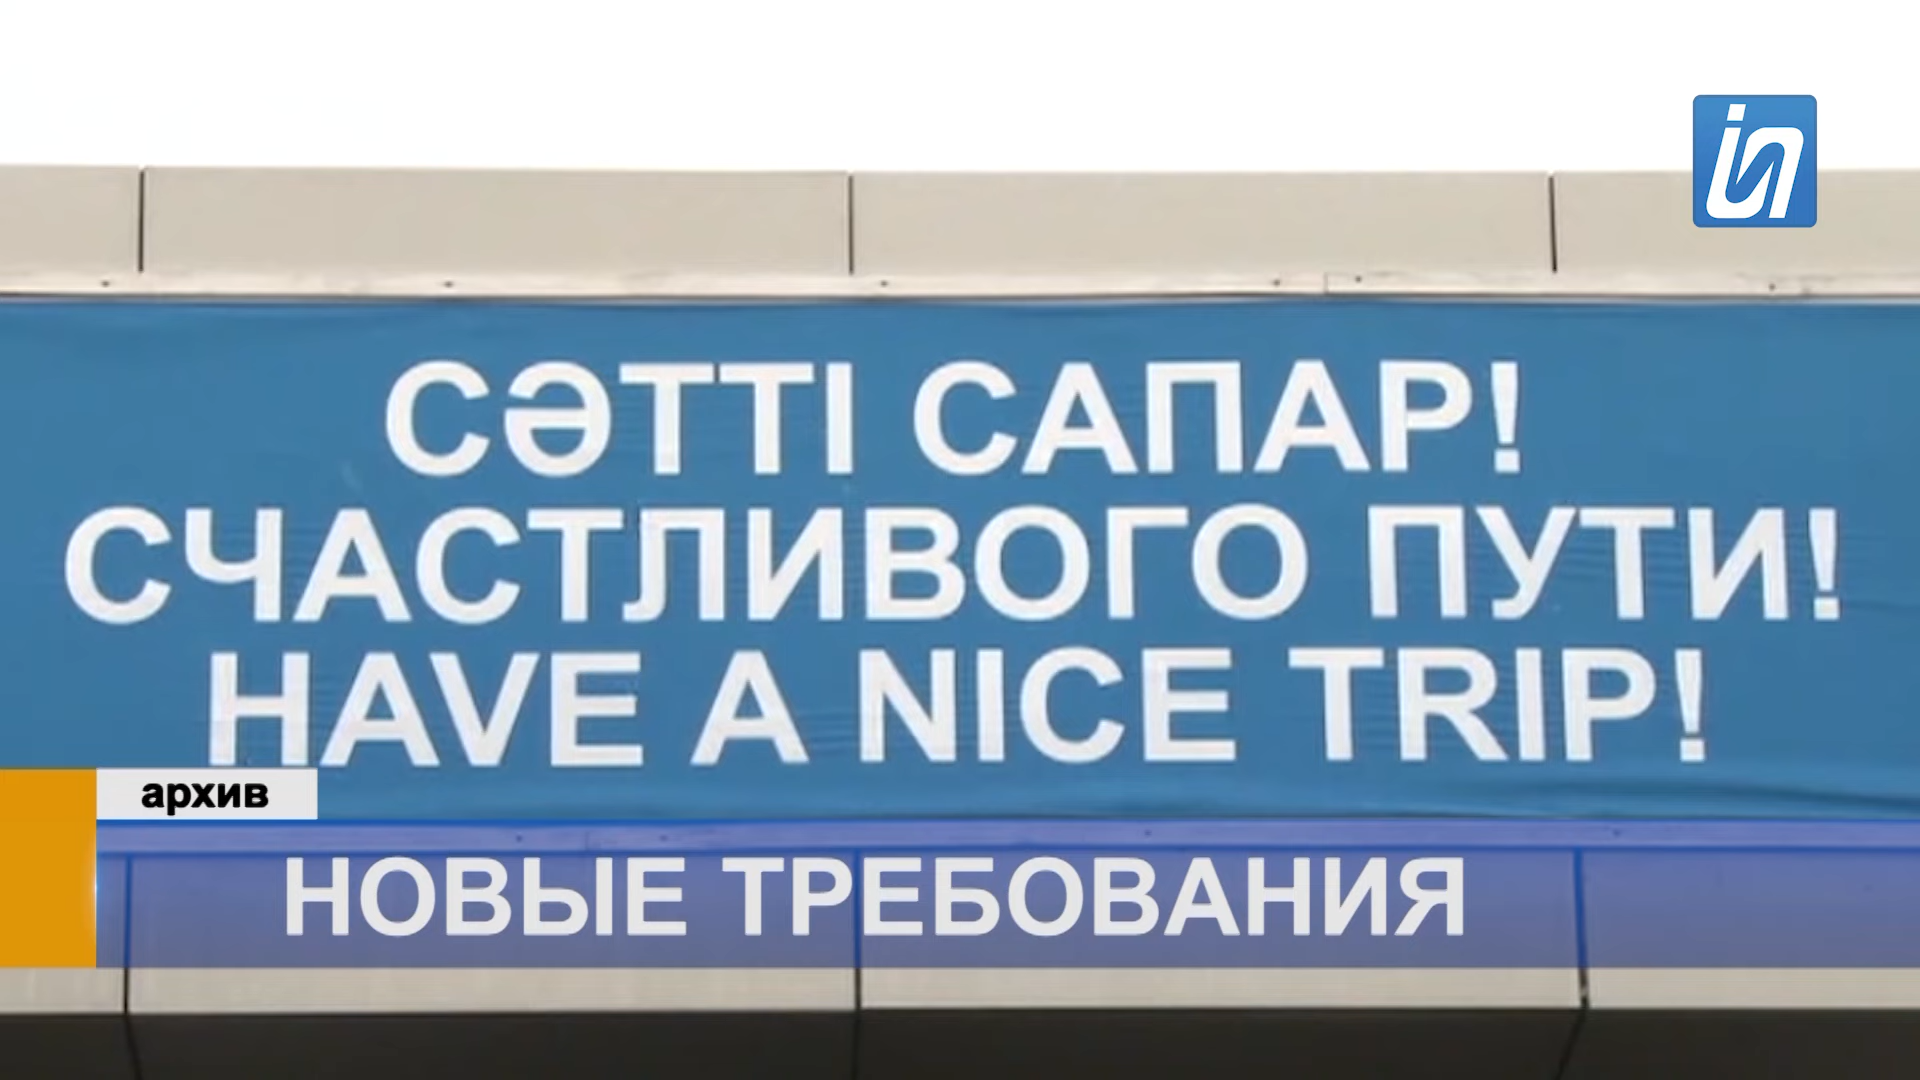 СӘТТІ САПАР!
СЧАСТЛИВОГО ПУТИ!
HAVE A NICE TRIP!
архив
НОВЫЕ ТРЕБОВАНИЯ